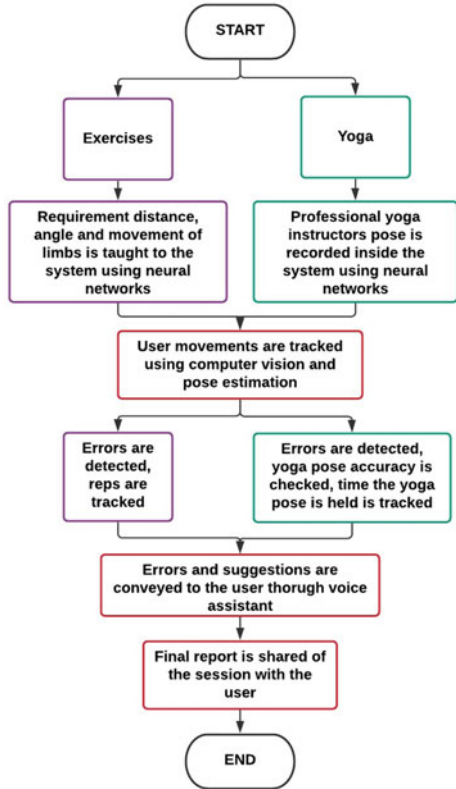 START
Exercises
Yoga
Requirement distance,
angle and movement of
limbs is taught to the
system using neural
networks
Professional yoga
instructors pose is
recorded inside the
system using neural
networks
User movements are tracked
using computer vision and
pose estimation
Errors are
detected,
reps are
tracked
Errors are detected,
yoga pose accuracy is
checked, time the yoga
pose is held is tracked
Errors and suggestions are
conveyed to the user thorugh voice
assistant
Final report is shared of
the session with the
user
END